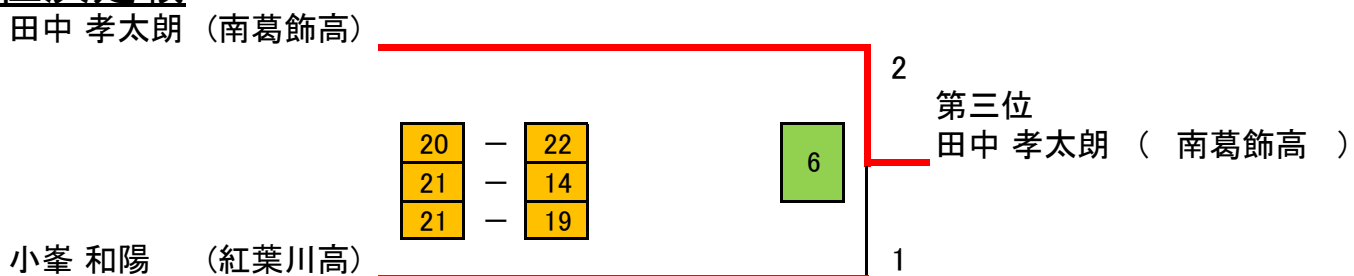 田中 孝太朗 (南葛飾高)
2
第三位
田中 孝太朗 ( 南葛飾高 )
20 － 22
21 － 14
21 － 19
6
小峯 和陽 (紅葉川高)
1